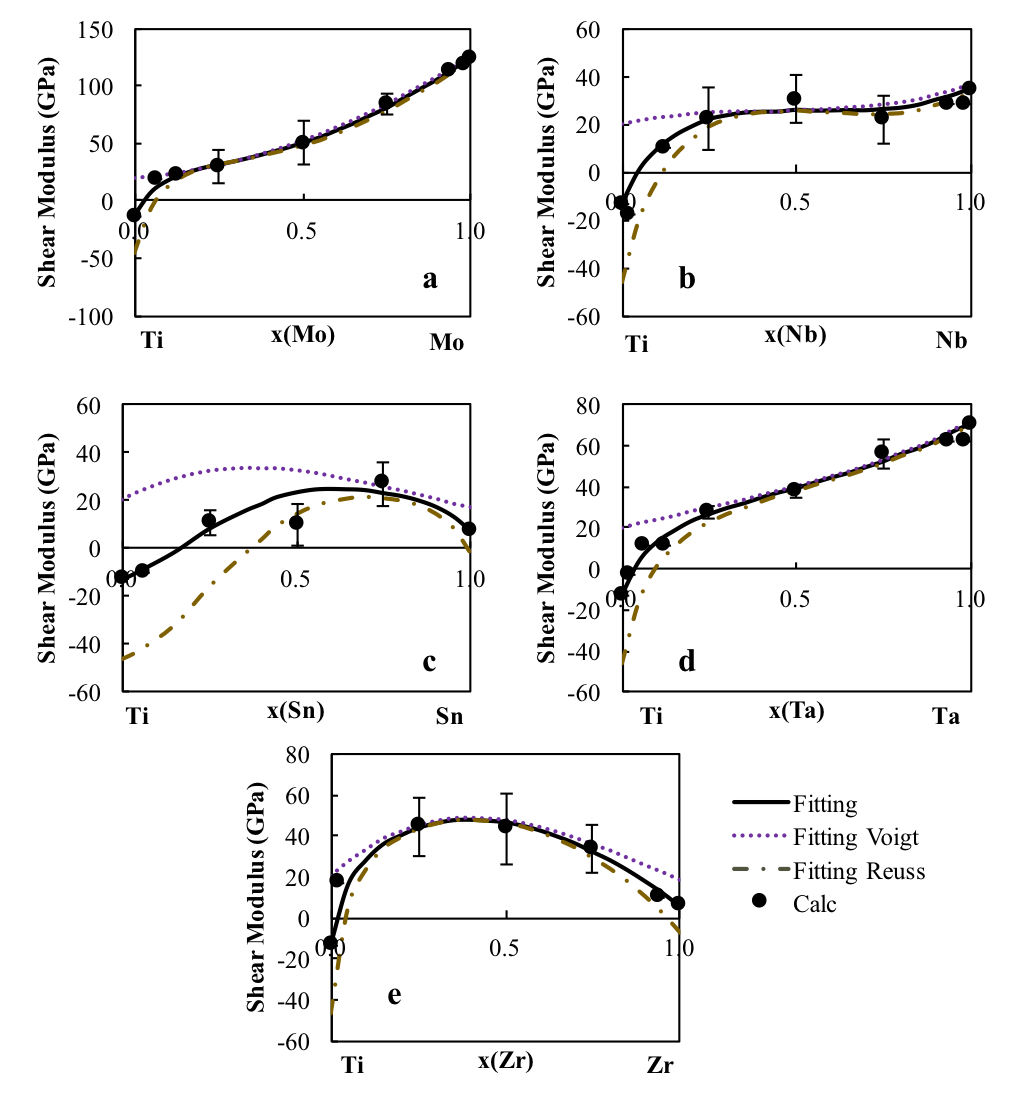 150
100
50
0
-50
-100
Shear Modulus (GPa)
0.0
0.5
1.0
a
Ti
x(Mo)
Mo
60
40
20
0
-20
-40
-60
Shear Modulus (GPa)
0.0
0.5
1.0
b
Ti
x(Nb)
Nb
60
40
20
0
-20
-40
-60
Shear Modulus (GPa)
0.0
0.5
1.0
c
Ti
x(Sn)
Sn
80
60
40
20
0
-20
-40
-60
Shear Modulus (GPa)
0.0
0.5
1.0
d
Ti
x(Ta)
Ta
80
60
40
20
0
-20
-40
-60
Shear Modulus (GPa)
0.0
0.5
1.0
e
Ti
x(Zr)
Zr
Fitting
Fitting Voigt
Fitting Reuss
Calc